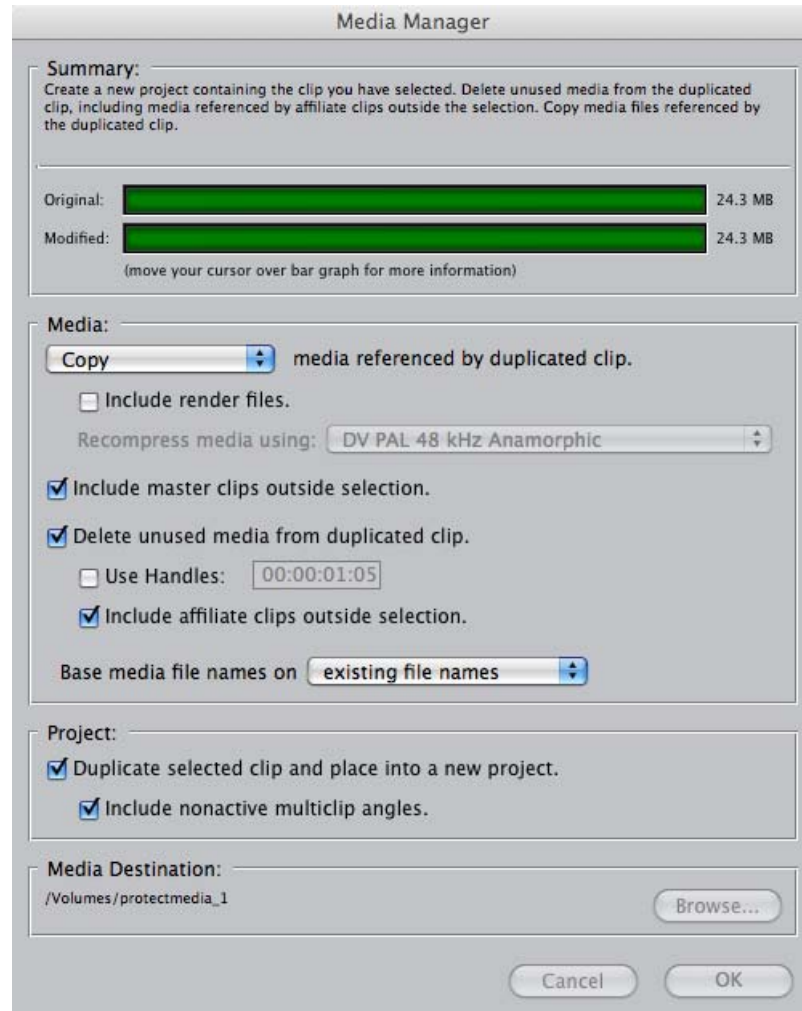 Media Manager
Summary:
Create a new project containing the clip you have selected. Delete unused media from the duplicated
clip, including media referenced by affiliate clips outside the selection. Copy media files referenced by
the duplicated clip.
Original: 24.3 MB
Modified: 24.3 MB
(move your cursor over bar graph for more information)
Media:
Copy media referenced by duplicated clip.
Include render files.
Recompress media using: DV PAL 48 kHz Anamorphic
Include master clips outside selection.
Delete unused media from duplicated clip.
Use Handles: 00:00:01:05
Include affiliate clips outside selection.
Base media file names on existing file names
Project:
Duplicate selected clip and place into a new project.
Include nonactive multiclip angles.
Media Destination:
/Volumes/protectmedia_1
Browse...
Cancel OK